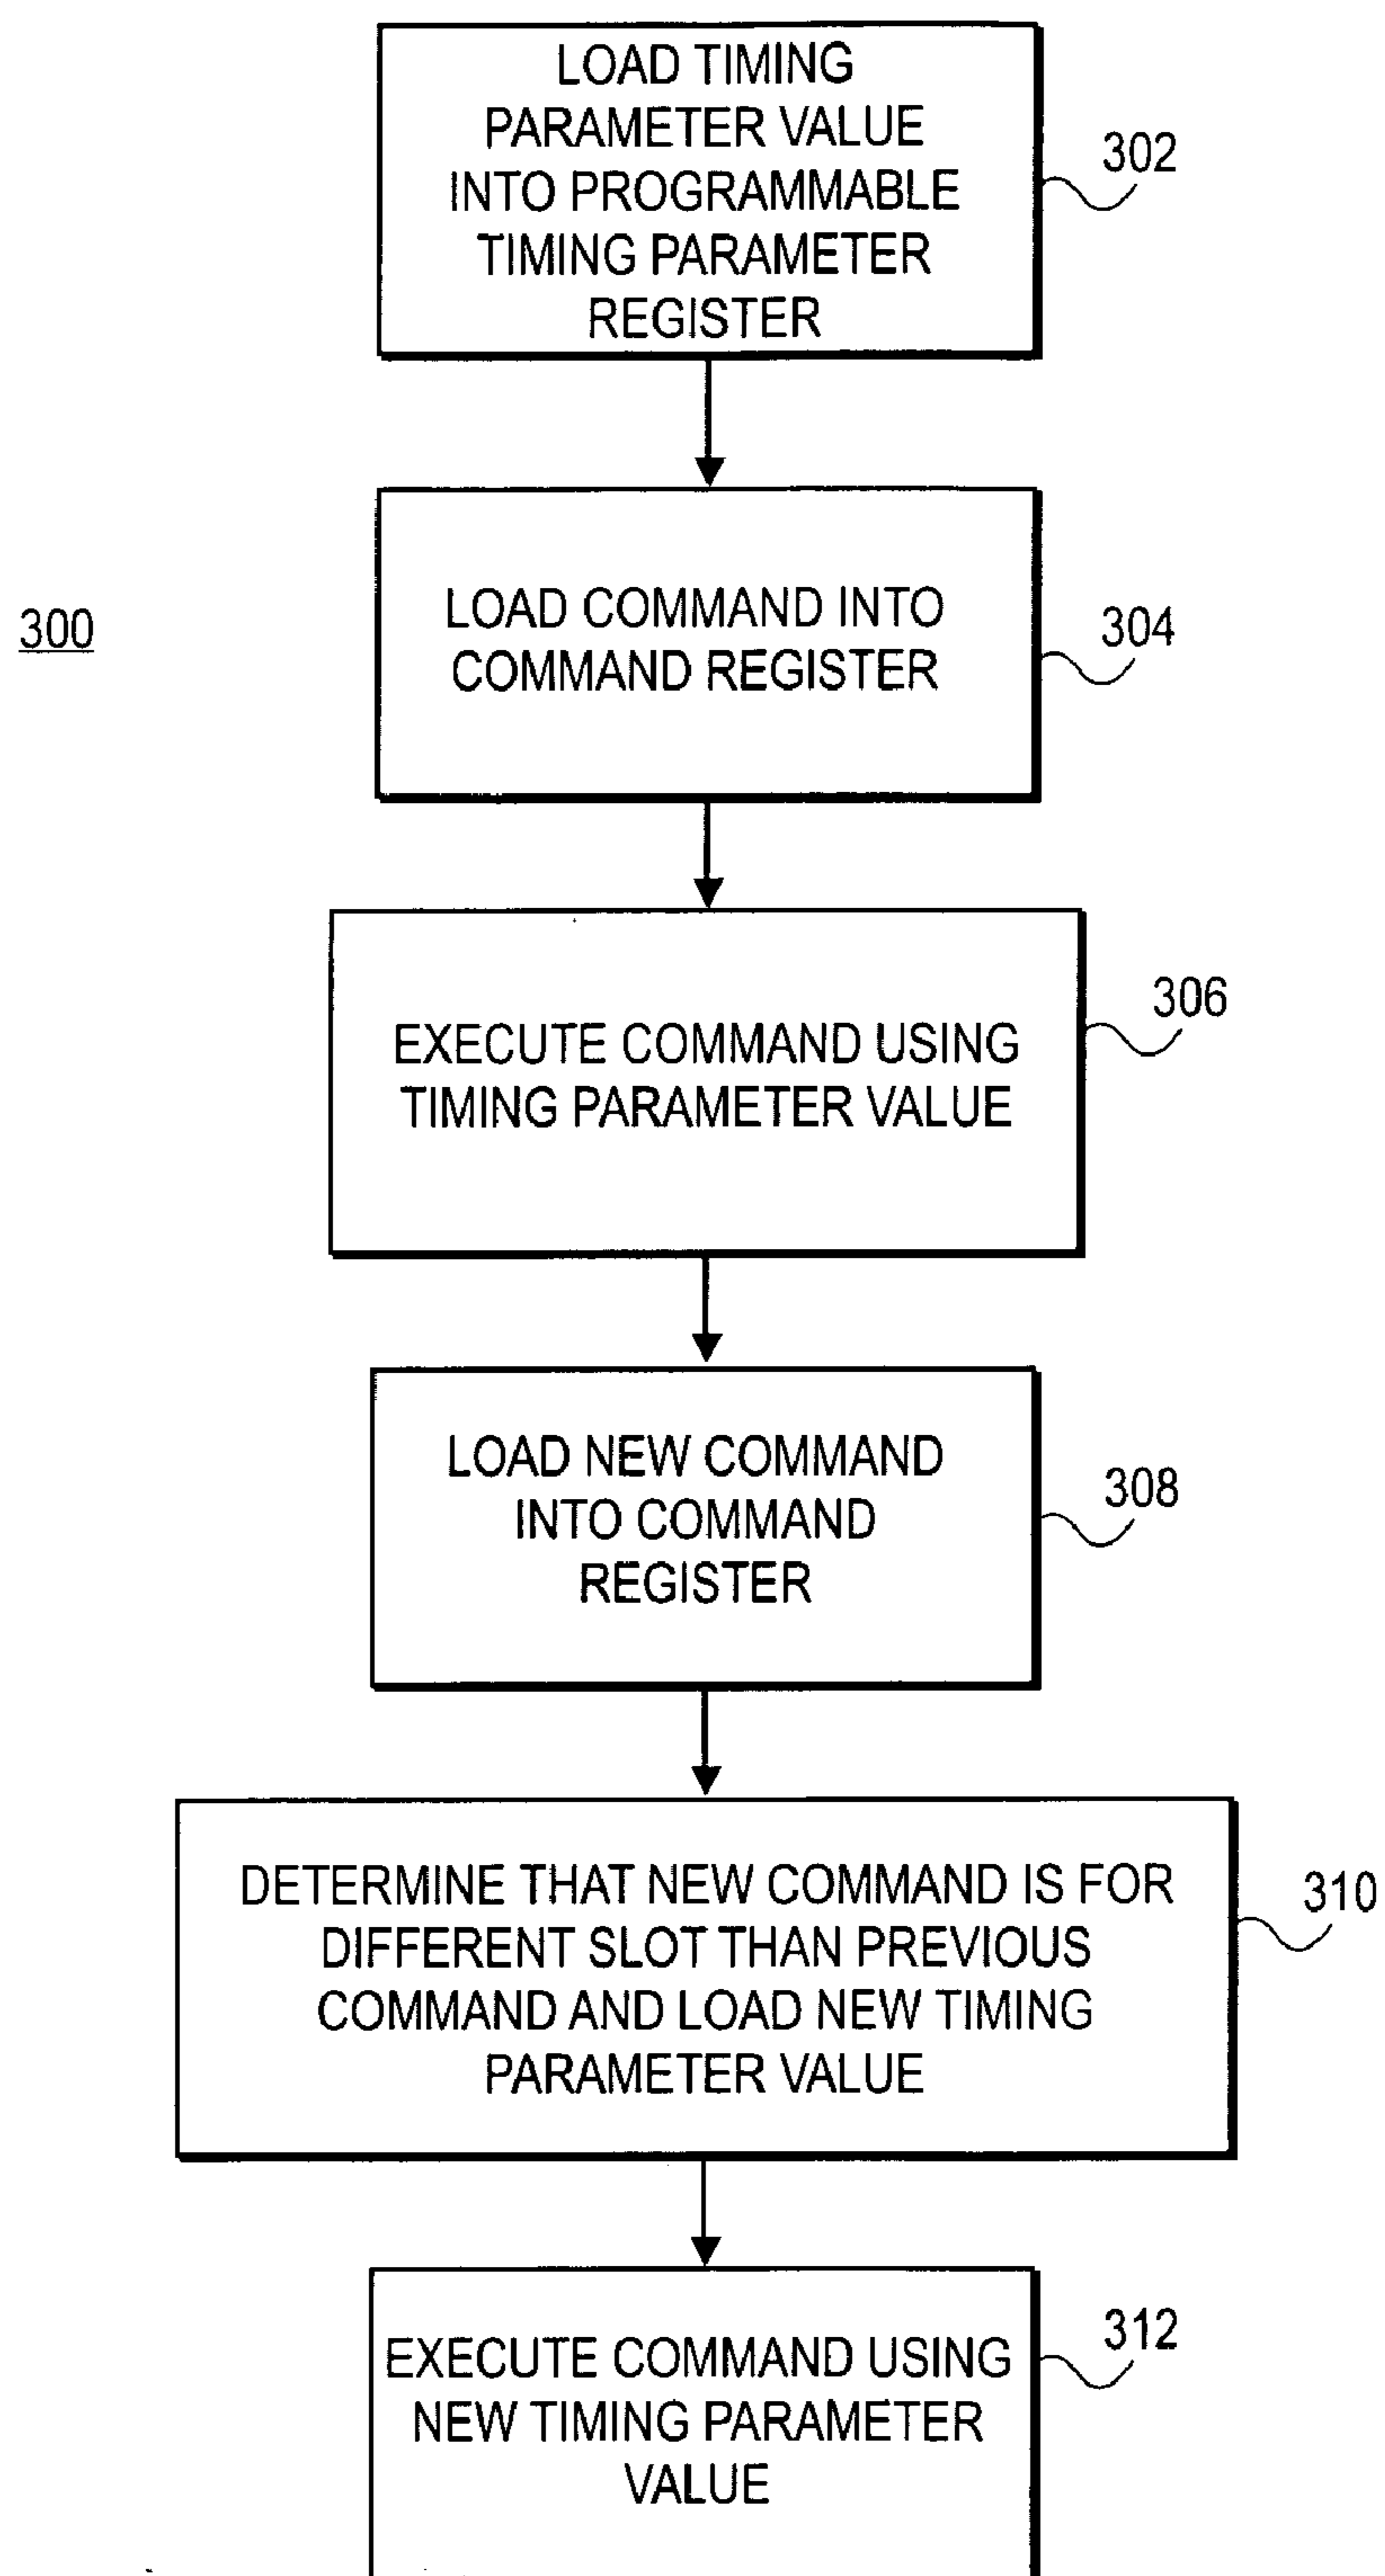 LOAD TIMING
PARAMETER VALUE
INTO PROGRAMMABLE
TIMING PARAMETER
REGISTER
302
300
LOAD COMMAND INTO
COMMAND REGISTER
304
EXECUTE COMMAND USING
TIMING PARAMETER VALUE
306
LOAD NEW COMMAND
INTO COMMAND
REGISTER
308
DETERMINE THAT NEW COMMAND IS FOR
DIFFERENT SLOT THAN PREVIOUS
COMMAND AND LOAD NEW TIMING
PARAMETER VALUE
310
EXECUTE COMMAND USING
NEW TIMING PARAMETER
VALUE
312